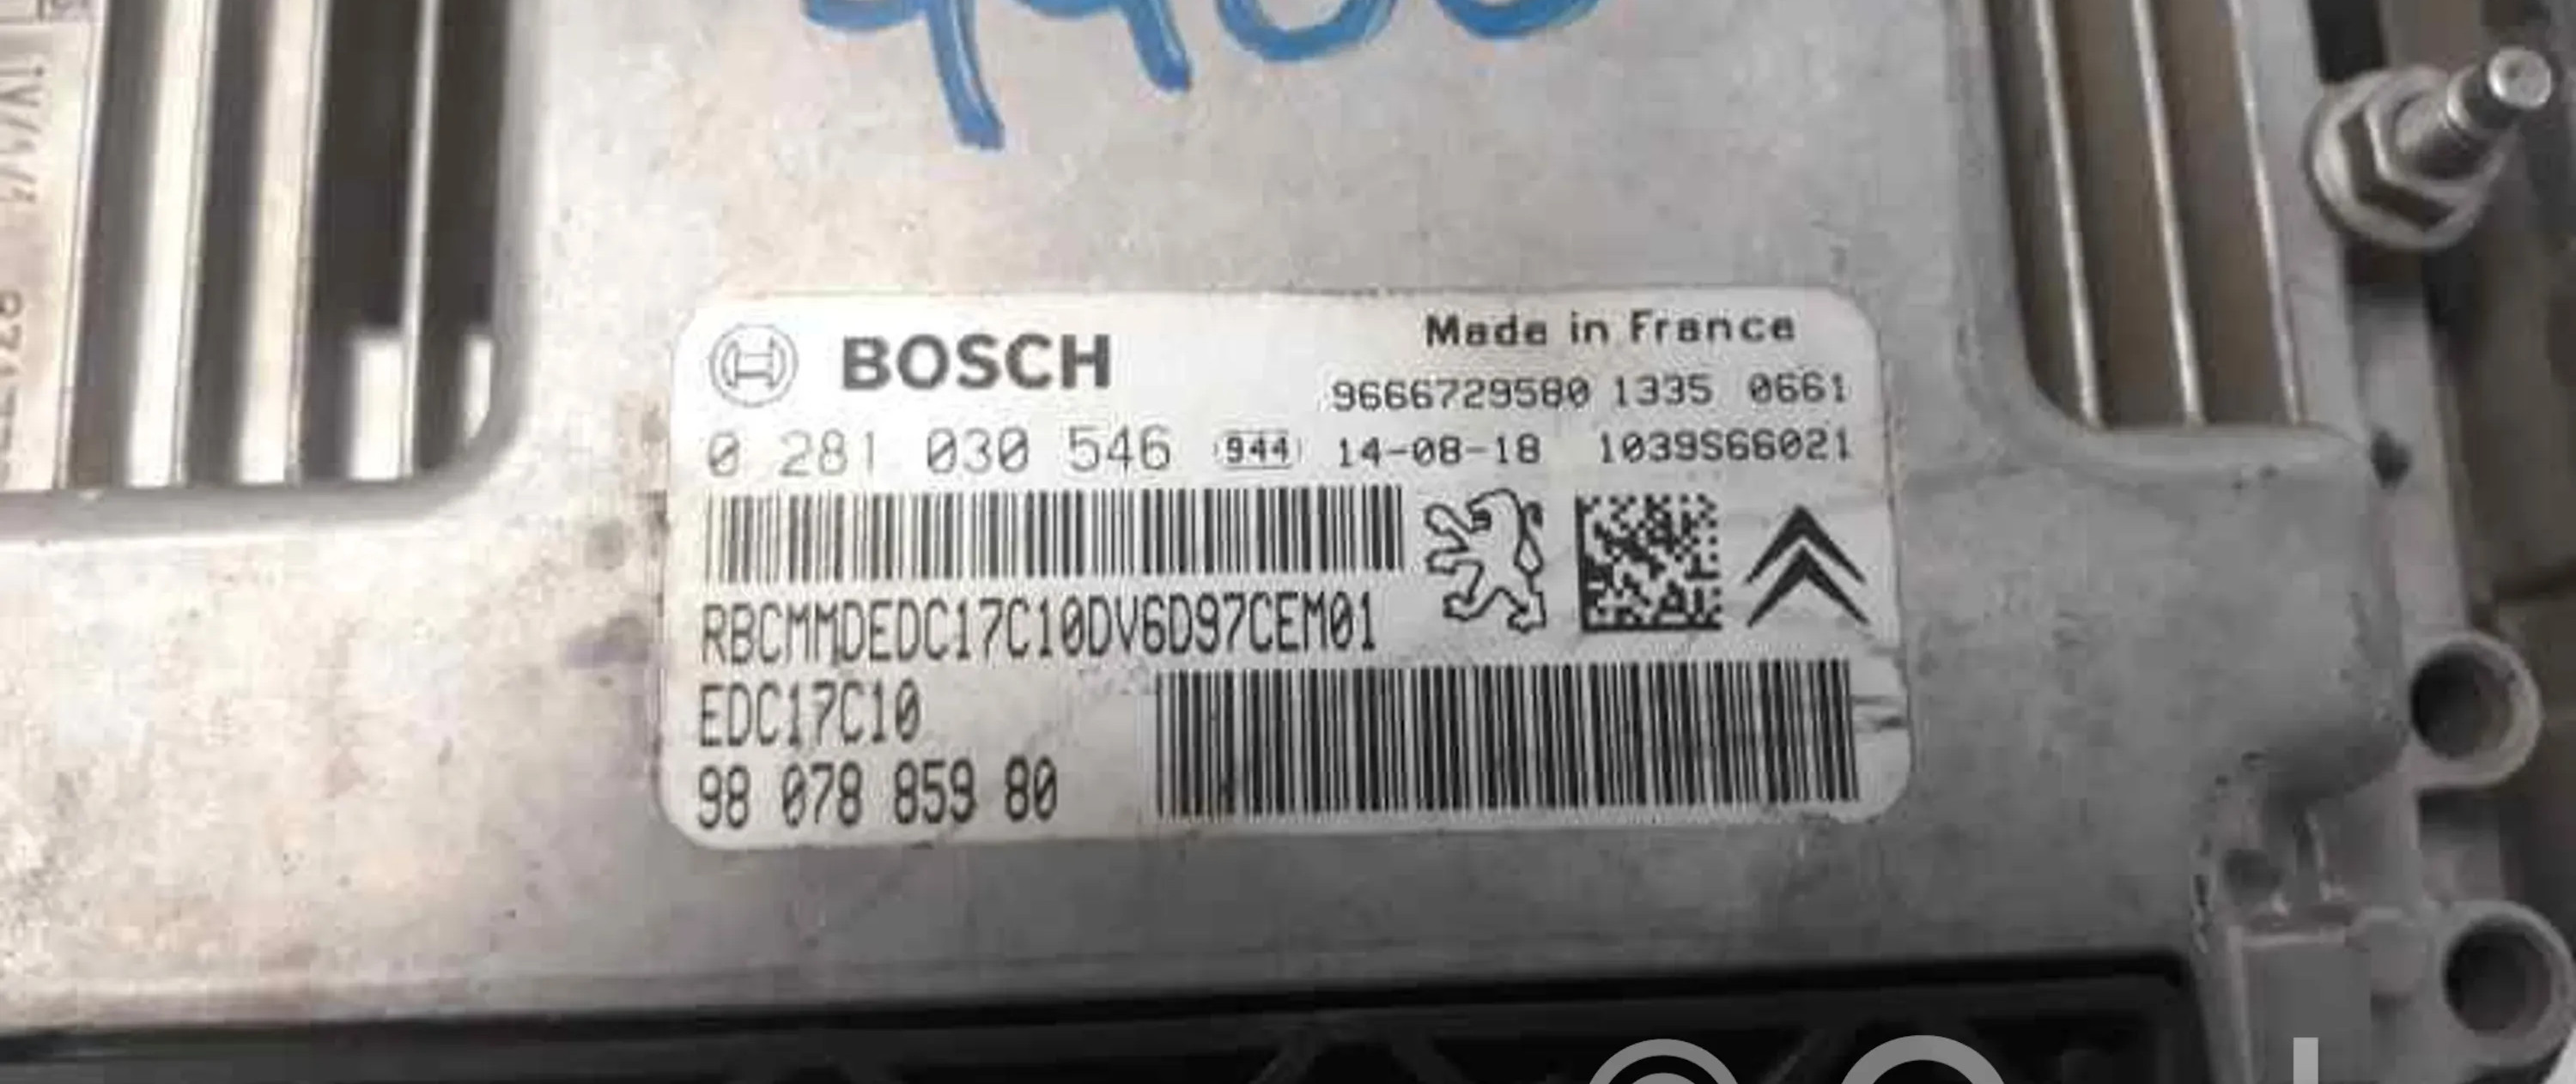 BOSCH
Made in France
9666729580 1335 0661
0 281 030 546 944 14-08-18 1039S66021
RBCMMDEDC17C10DV6D97CEM01
EDC17C10
98 078 859 80